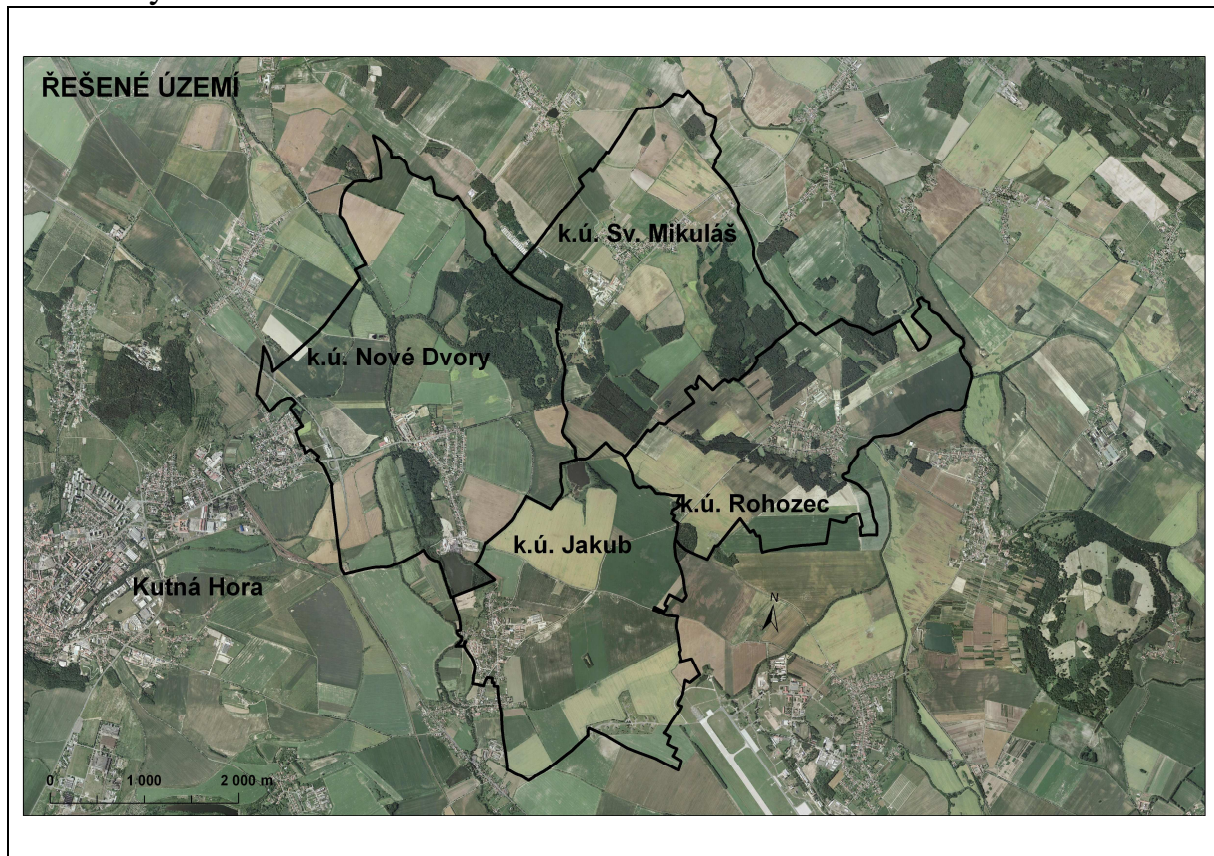 ŘEŠENÉ ÚZEMÍ
k.ú. Sv. Mikuláš
k.ú. Nové Dvory
k.ú. Rohozec
k.ú. Jakub
Kutná Hora
N
0 1 000 2 000 m